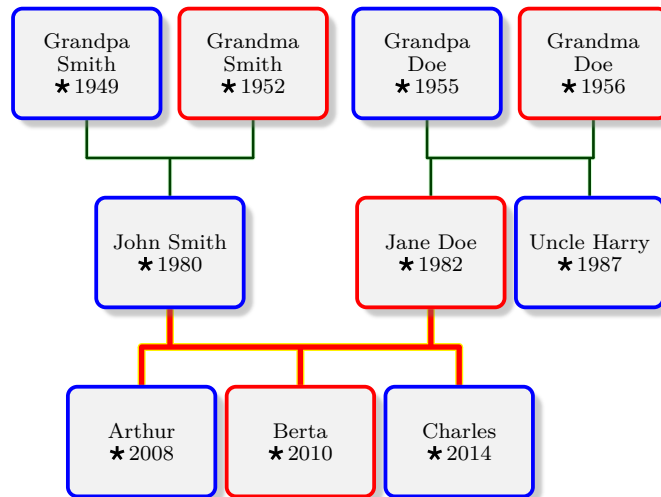 Grandpa
Smith
★ 1949
Grandma
Smith
★ 1952
Grandpa
Doe
★ 1955
Grandma
Doe
★ 1956
John Smith
★ 1980
Jane Doe
★ 1982
Uncle Harry
★ 1987
Arthur
★ 2008
Berta
★ 2010
Charles
★ 2014